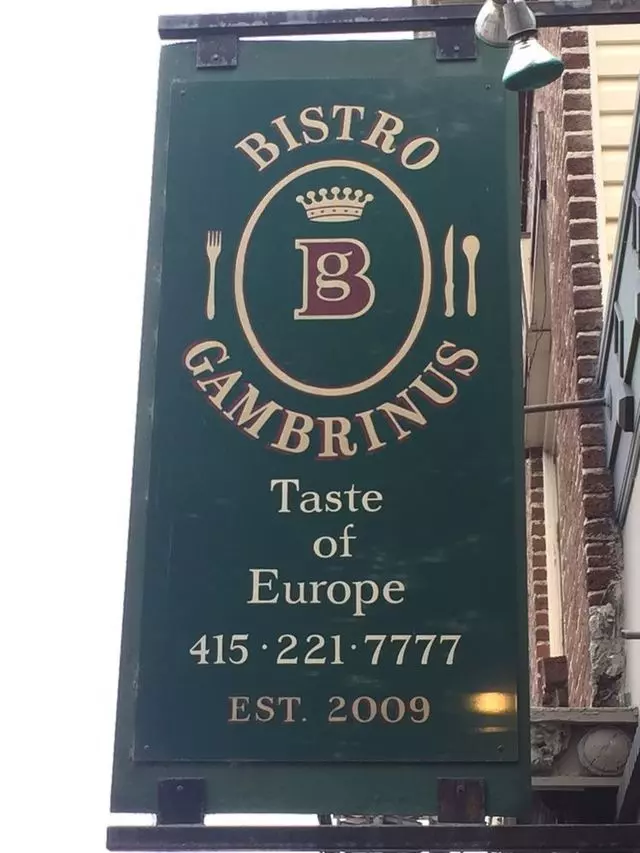 BISTRO
Bg
GAMBRINUS
Taste
of
Europe
415·221·7777
EST. 2009